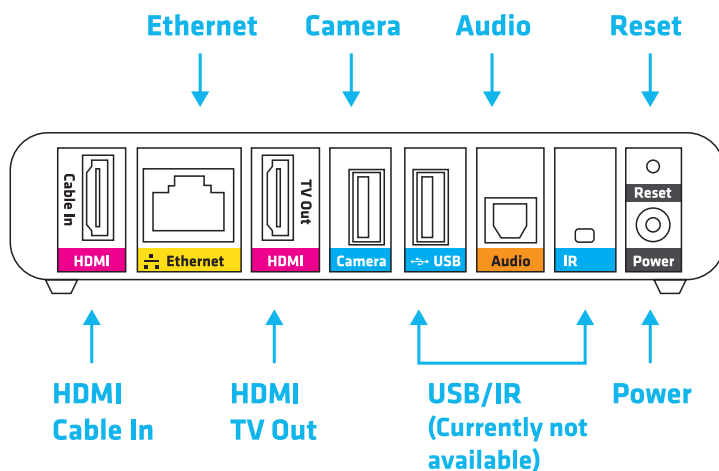 Ethernet
Camera
Audio
Reset
Cable In
HDMI
Ethernet
TV Out
HDMI
Camera
USB
Audio
IR
Reset
Power
HDMI
Cable In
HDMI
TV Out
USB/IR
(Currently not
available)
Power